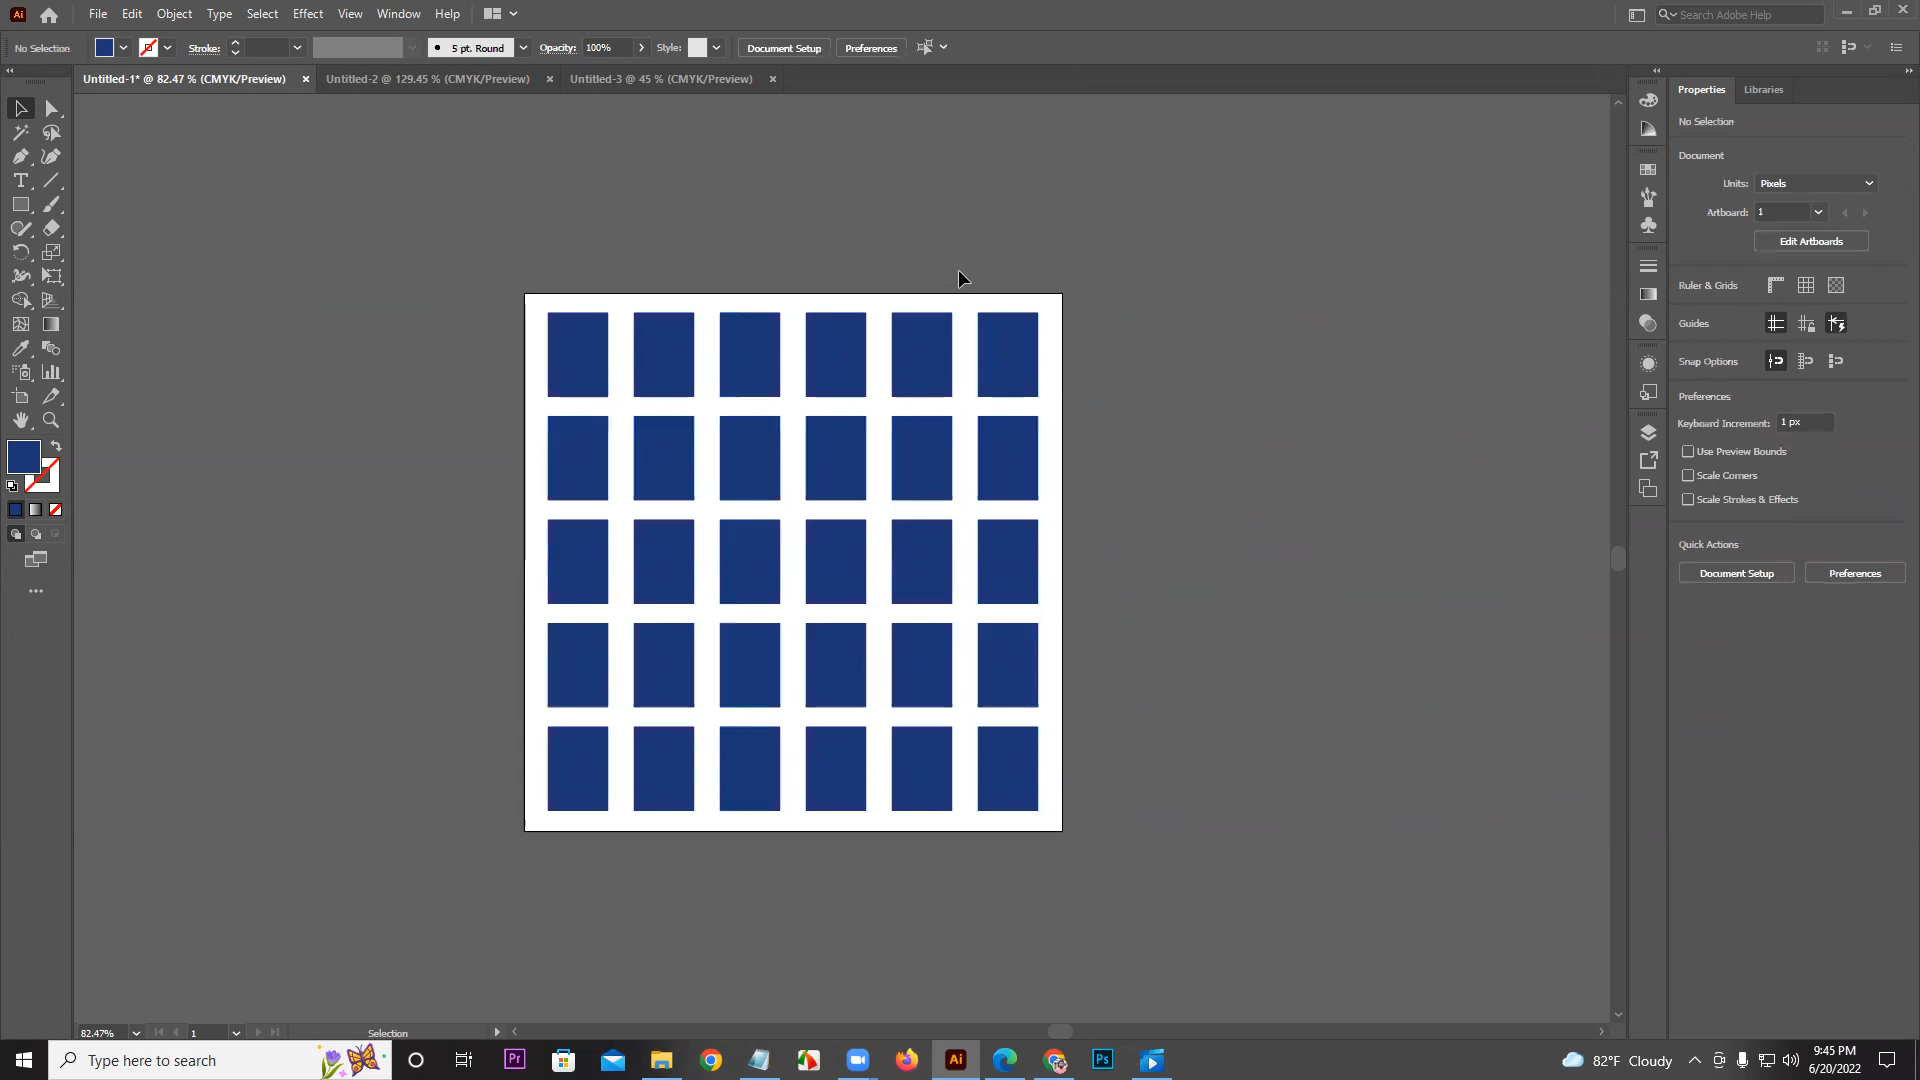 Ai File Edit Object Type Select Effect View Window Help Search Adobe Help
No Selection Stroke: 5 pt. Round Opacity: 100% Style: Document Setup Preferences
Untitled-1* @ 82.47 % (CMYK/Preview) × Untitled-2 @ 129.45 % (CMYK/Preview) × Untitled-3 @ 45 % (CMYK/Preview) ×
Properties Libraries
No Selection
Document
Units: Pixels
Artboard: 1
Edit Artboards
Ruler & Grids
Guides
Snap Options
Preferences
Keyboard Increment: 1 px
Use Preview Bounds
Scale Corners
Scale Strokes & Effects
Quick Actions
Document Setup Preferences
82.47% 1 Selection
Type here to search Pr Ai Ps 82°F Cloudy
9:45 PM
6/20/2022